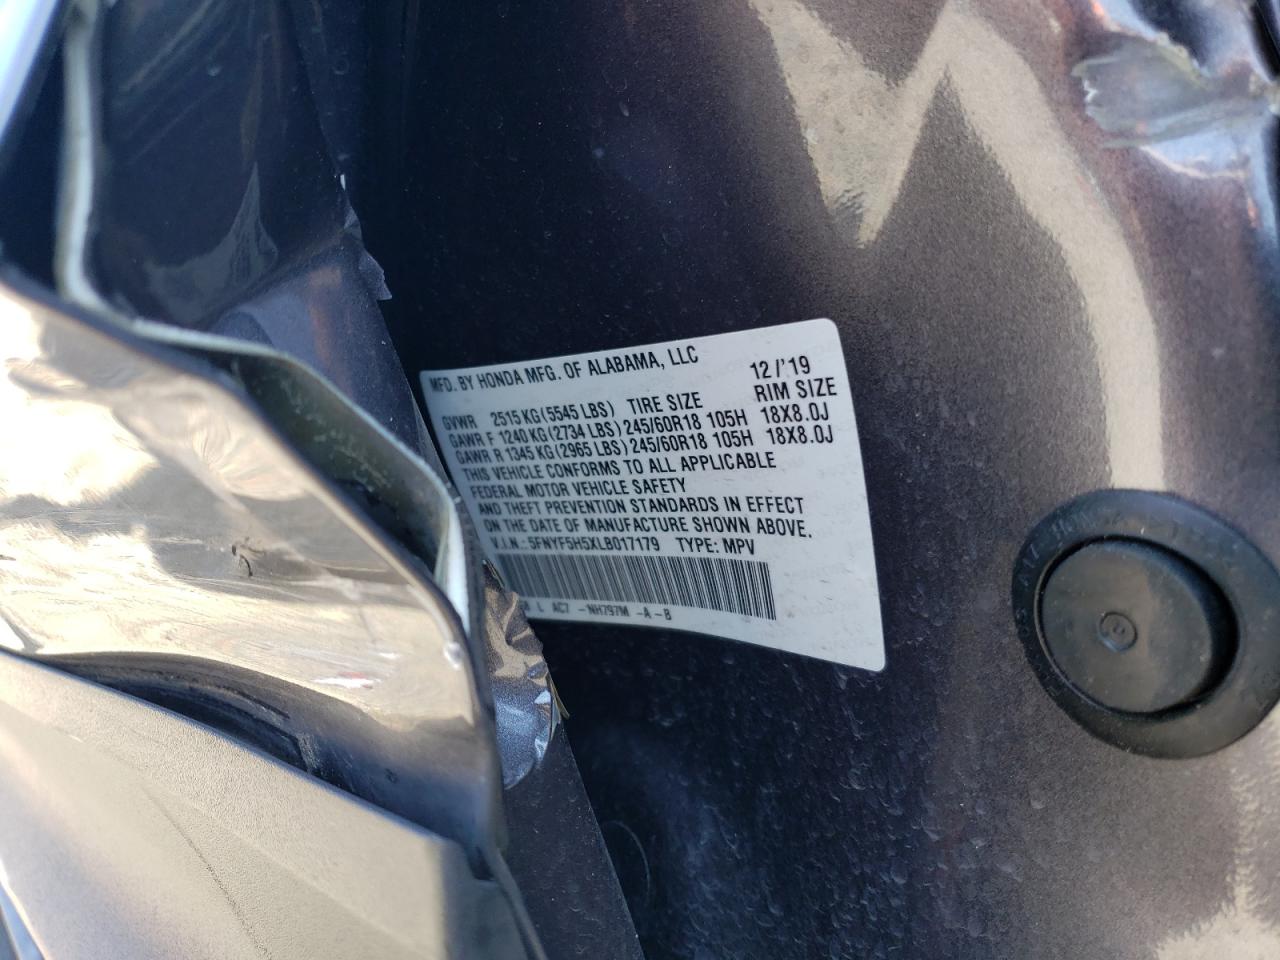 MFD. BY HONDA MFG. OF ALABAMA, LLC 12/'19
GVWR 2515 KG (5545 LBS) TIRE SIZE RIM SIZE
GAWR F 1240 KG (2734 LBS) 245/60R18 105H 18X8.0J
GAWR R 1345 KG (2965 LBS) 245/60R18 105H 18X8.0J
THIS VEHICLE CONFORMS TO ALL APPLICABLE
FEDERAL MOTOR VEHICLE SAFETY
AND THEFT PREVENTION STANDARDS IN EFFECT
ON THE DATE OF MANUFACTURE SHOWN ABOVE.
V.I.N.: 5FNYF5H5XLB017179 TYPE: MPV
L AC7 -NH797M -A-B